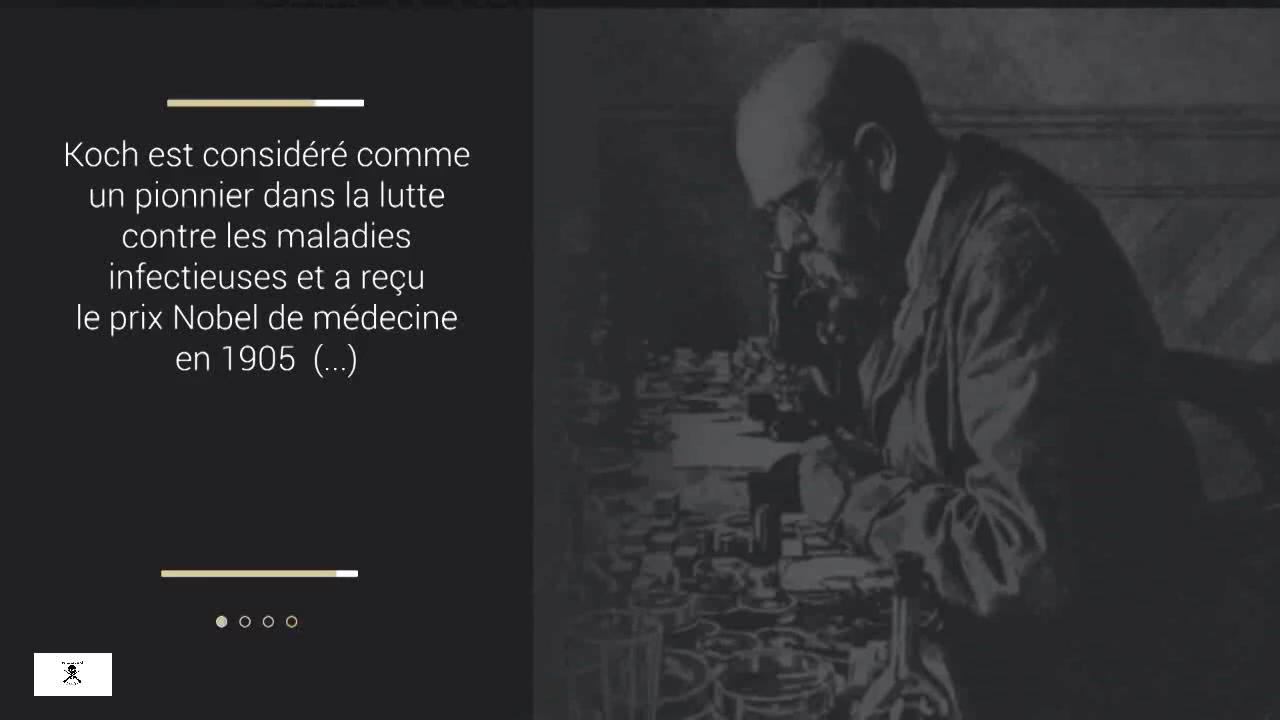 Koch est considéré comme
un pionnier dans la lutte
contre les maladies
infectieuses et a reçu
le prix Nobel de médecine
en 1905 (...)